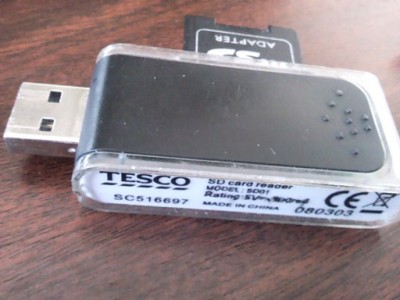 ADAPTER
TESCO
SC516697
SD card reader
MODEL: SD01
Rating: 5V
MADE IN CHINA
CE
080303